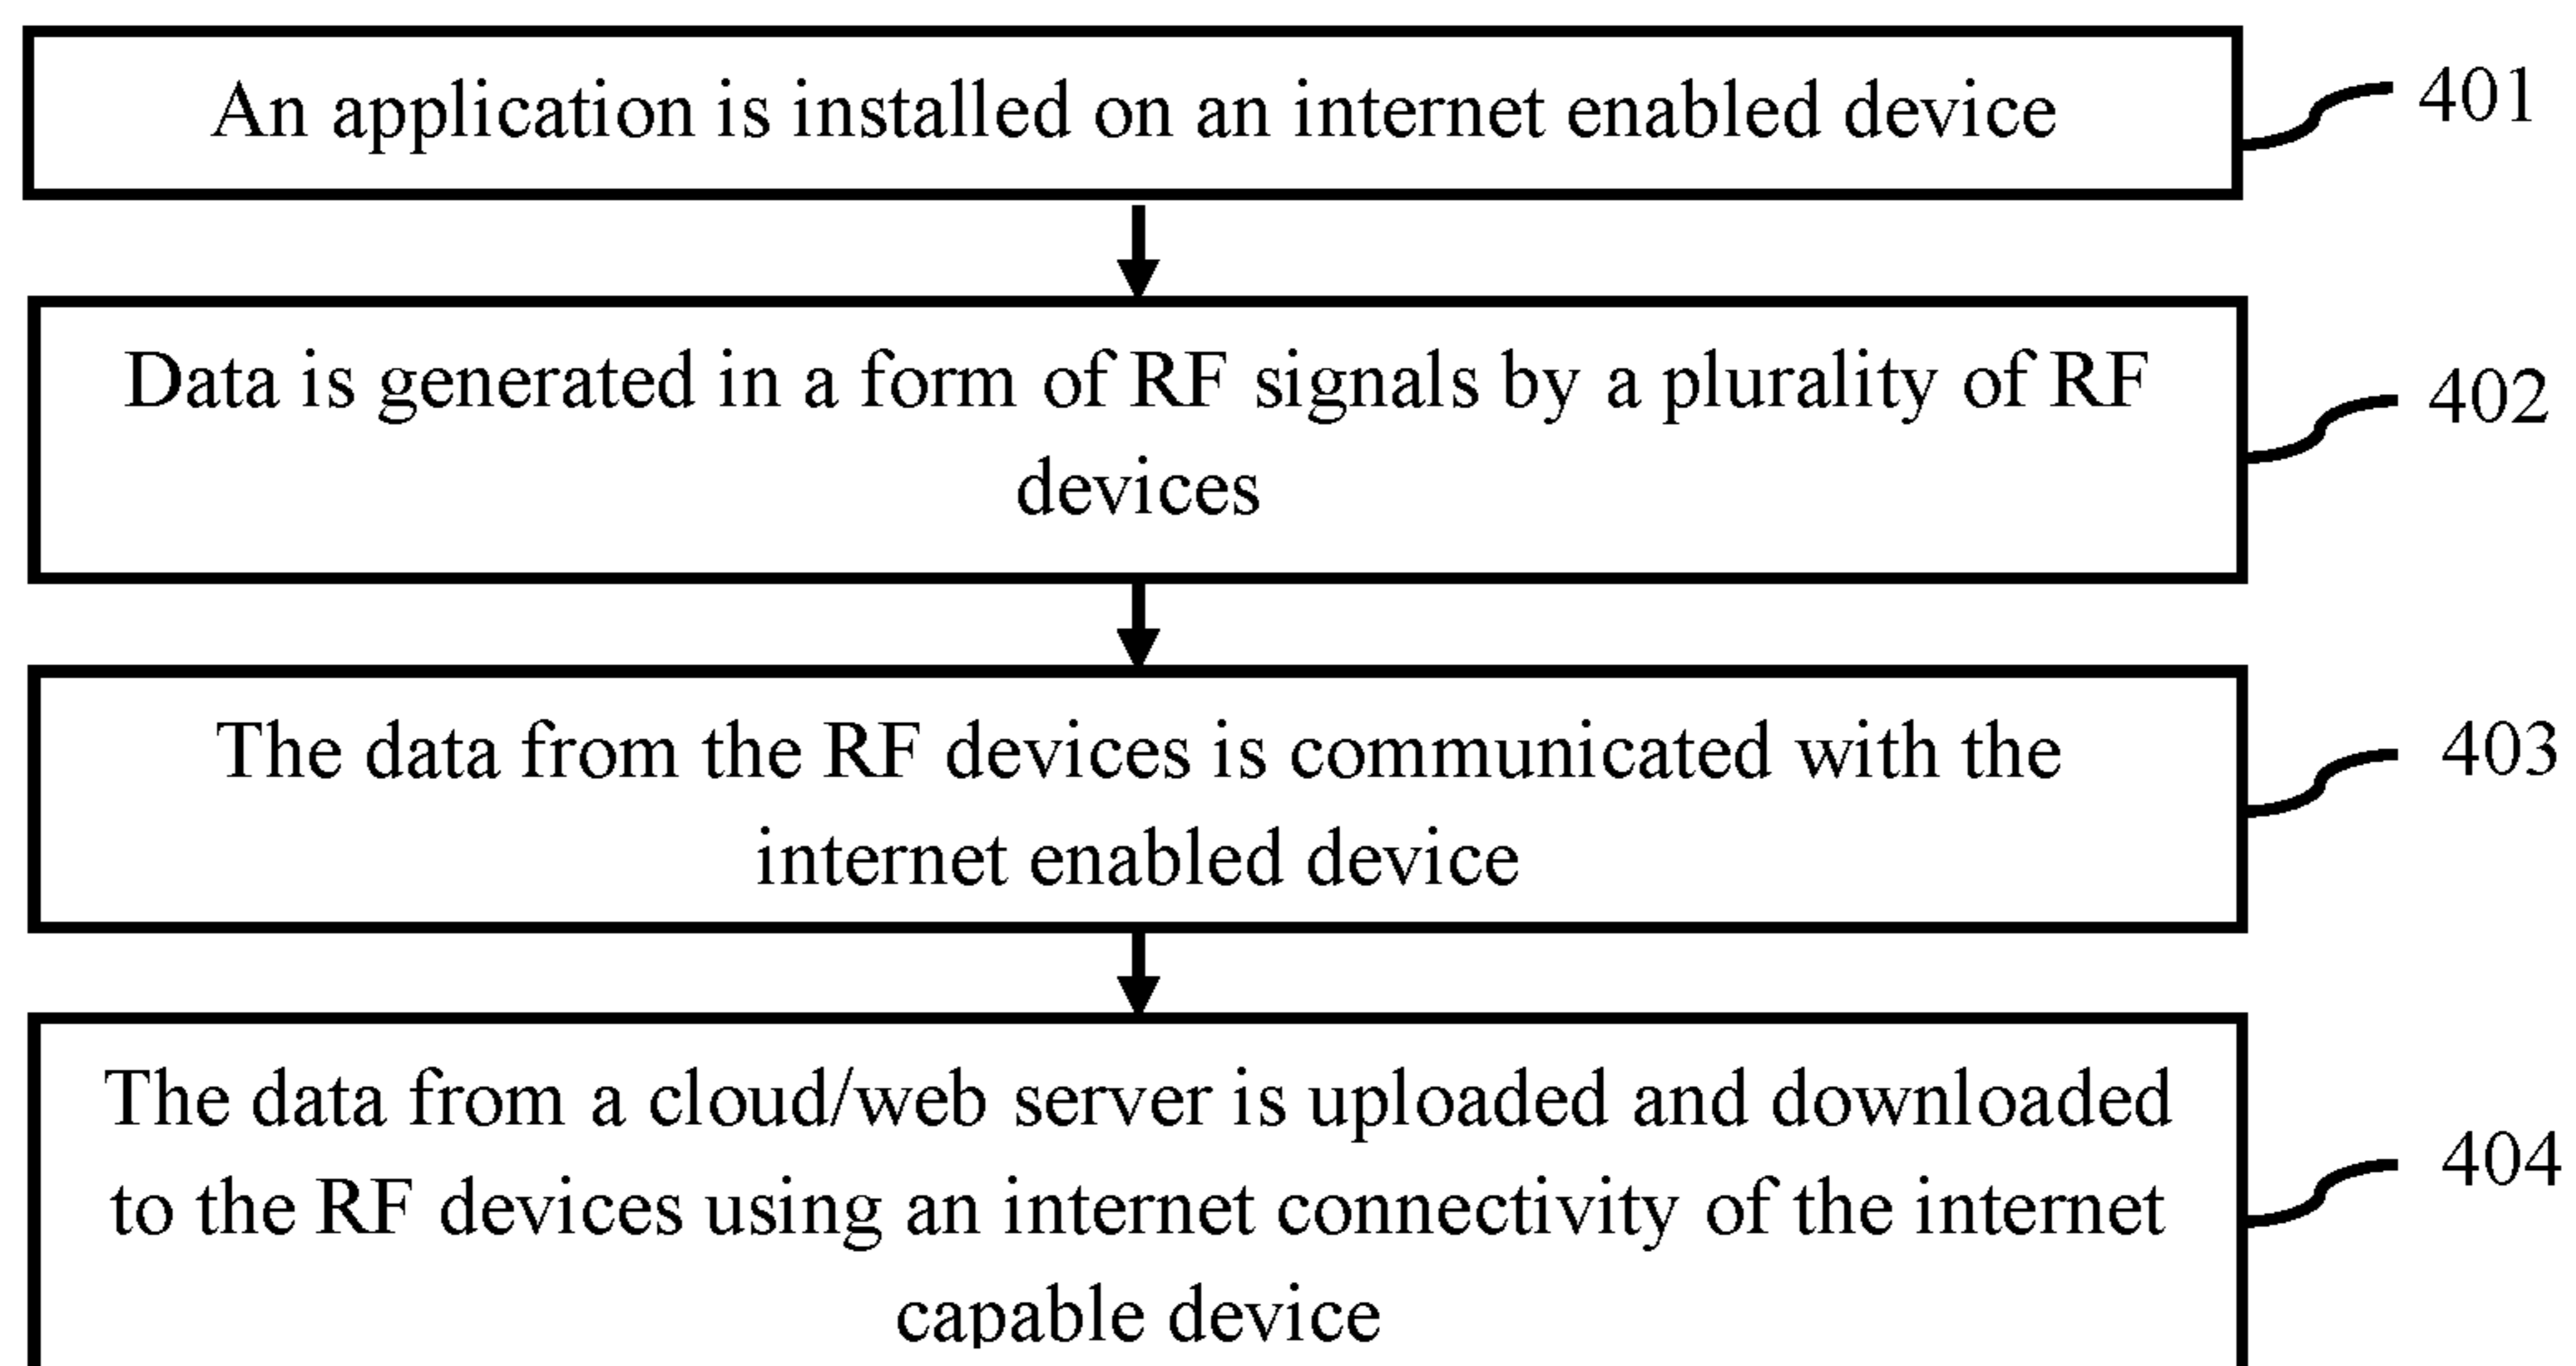 An application is installed on an internet enabled device
401
Data is generated in a form of RF signals by a plurality of RF
devices
402
The data from the RF devices is communicated with the
internet enabled device
403
The data from a cloud/web server is uploaded and downloaded
to the RF devices using an internet connectivity of the internet
capable device
404